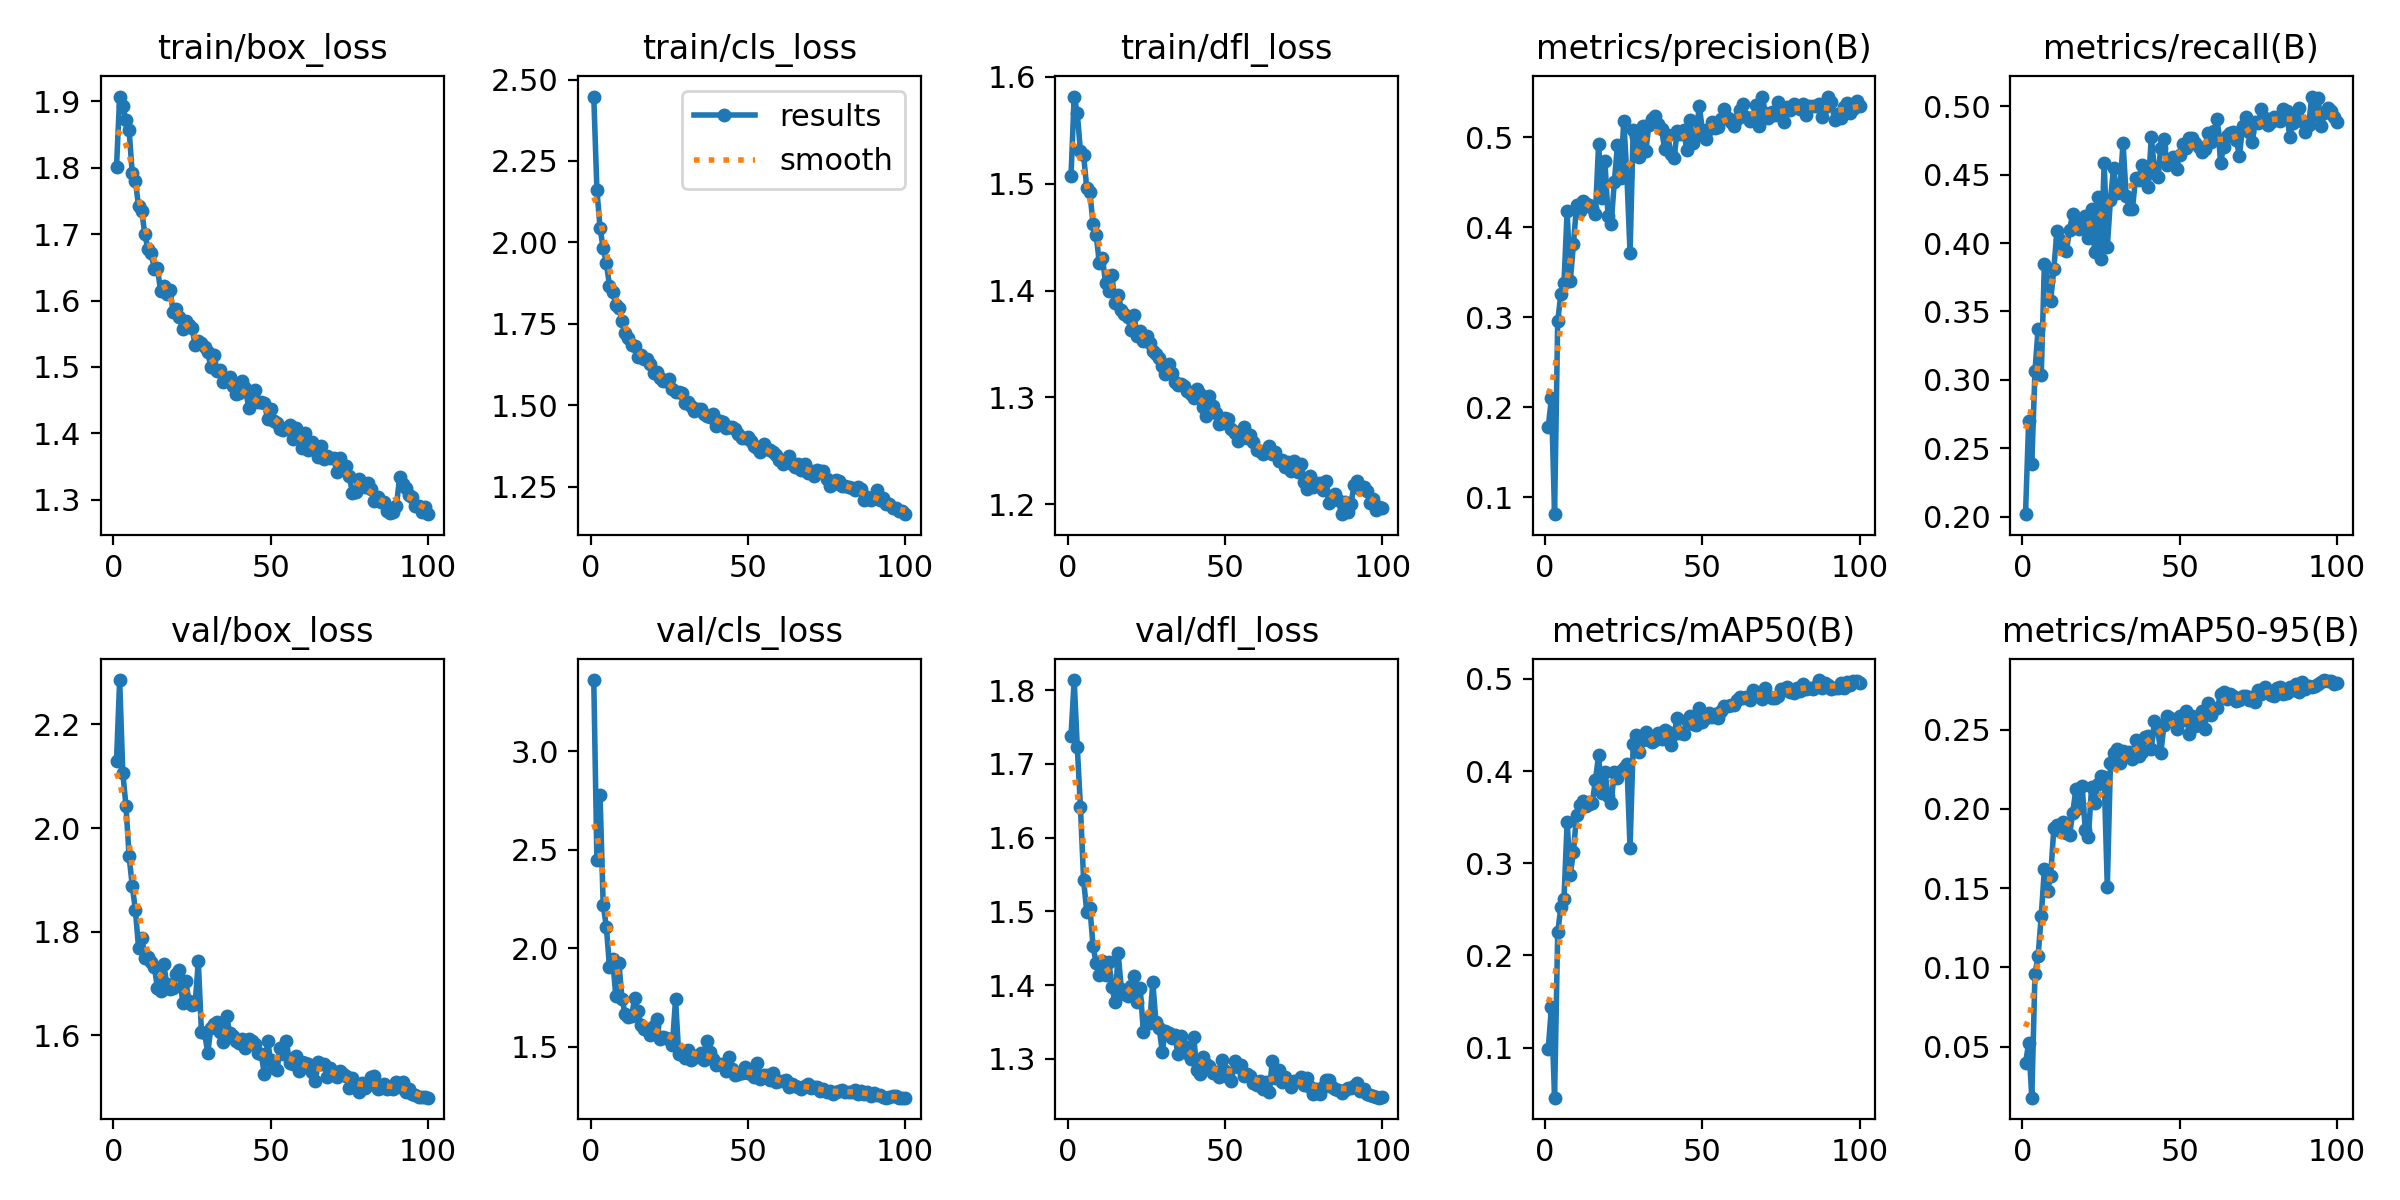 train/box_loss
train/cls_loss
train/dfl_loss
metrics/precision(B)
metrics/recall(B)
1.9
1.8
1.7
1.6
1.5
1.4
1.3
0 50 100
2.50
2.25
2.00
1.75
1.50
1.25
0 50 100
results
smooth
1.6
1.5
1.4
1.3
1.2
0 50 100
0.5
0.4
0.3
0.2
0.1
0 50 100
0.50
0.45
0.40
0.35
0.30
0.25
0.20
0 50 100
val/box_loss
val/cls_loss
val/dfl_loss
metrics/mAP50(B)
metrics/mAP50-95(B)
2.2
2.0
1.8
1.6
0 50 100
3.0
2.5
2.0
1.5
0 50 100
1.8
1.7
1.6
1.5
1.4
1.3
0 50 100
0.5
0.4
0.3
0.2
0.1
0 50 100
0.25
0.20
0.15
0.10
0.05
0 50 100